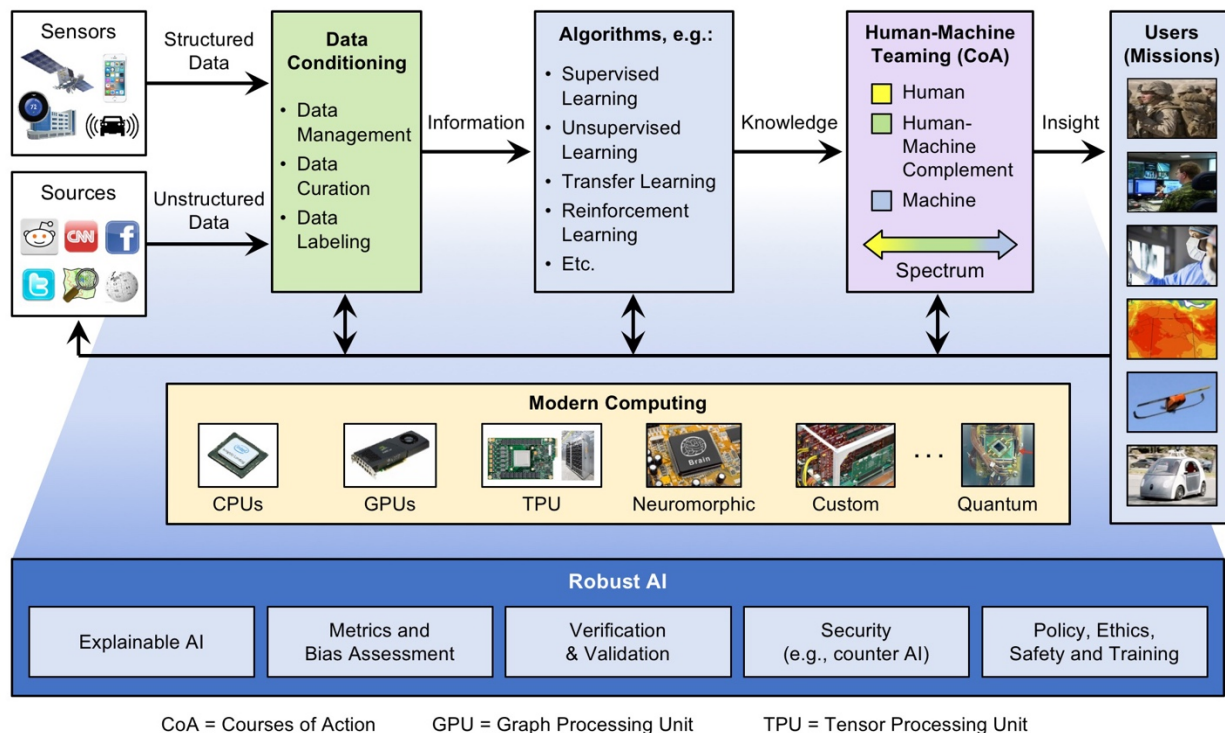 Sensors
72
Structured
Data
Sources
CNN
f
t
Unstructured
Data
Data
Conditioning
• Data
Management
• Data
Curation
• Data
Labeling
Information
Algorithms, e.g.:
• Supervised
Learning
• Unsupervised
Learning
• Transfer Learning
• Reinforcement
Learning
• Etc.
Knowledge
Human-Machine
Teaming (CoA)
Human
Human-
Machine
Complement
Machine
Spectrum
Insight
Users
(Missions)
Modern Computing
Brain
CPUs
GPUs
TPU
Neuromorphic
Custom
. . .
Quantum
Robust AI
Explainable AI
Metrics and
Bias Assessment
Verification
& Validation
Security
(e.g., counter AI)
Policy, Ethics,
Safety and Training
CoA = Courses of Action GPU = Graph Processing Unit TPU = Tensor Processing Unit